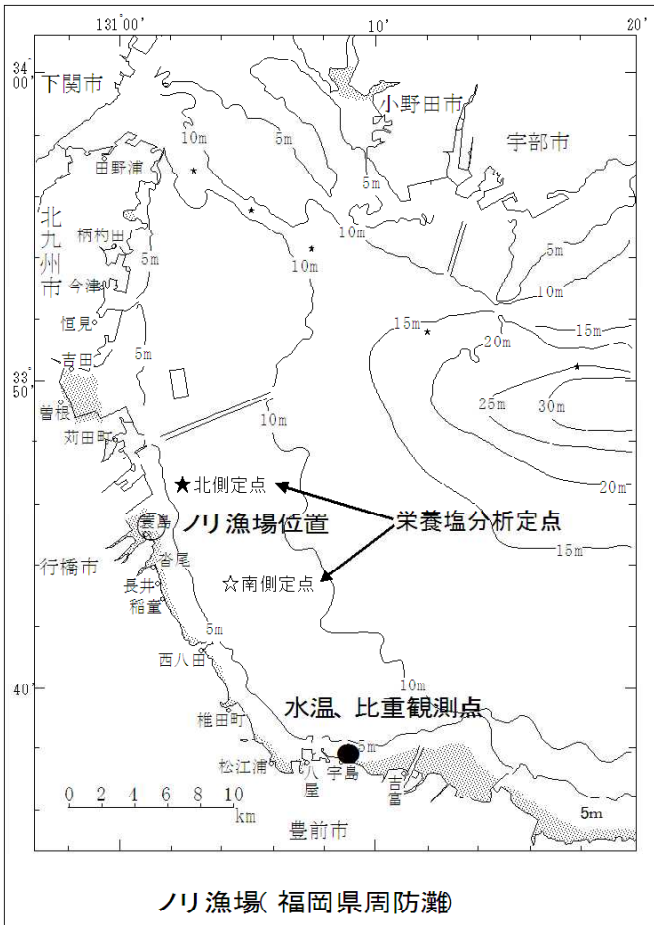 131°00′
10′
20′
34°00′
下関市
小野田市
宇部市
10m
5m
5m
田野浦
北九州市
柄杓田
5m
10m
10m
5m
10m
今津
恒見
15m
15m
20m
5m
吉田
33°50′
曽根
10m
25m
30m
苅田町
20m
★北側定点
蓑島
ノリ漁場位置
栄養塩分析定点
15m
行橋市
沓尾
長井
☆南側定点
稲童
5m
西八田
40′
10m
椎田町
水温、比重観測点
5m
松江浦
八屋
宇島
吉富
0 2 4 6 8 10
km
5m
豊前市
ノリ漁場(福岡県周防灘)